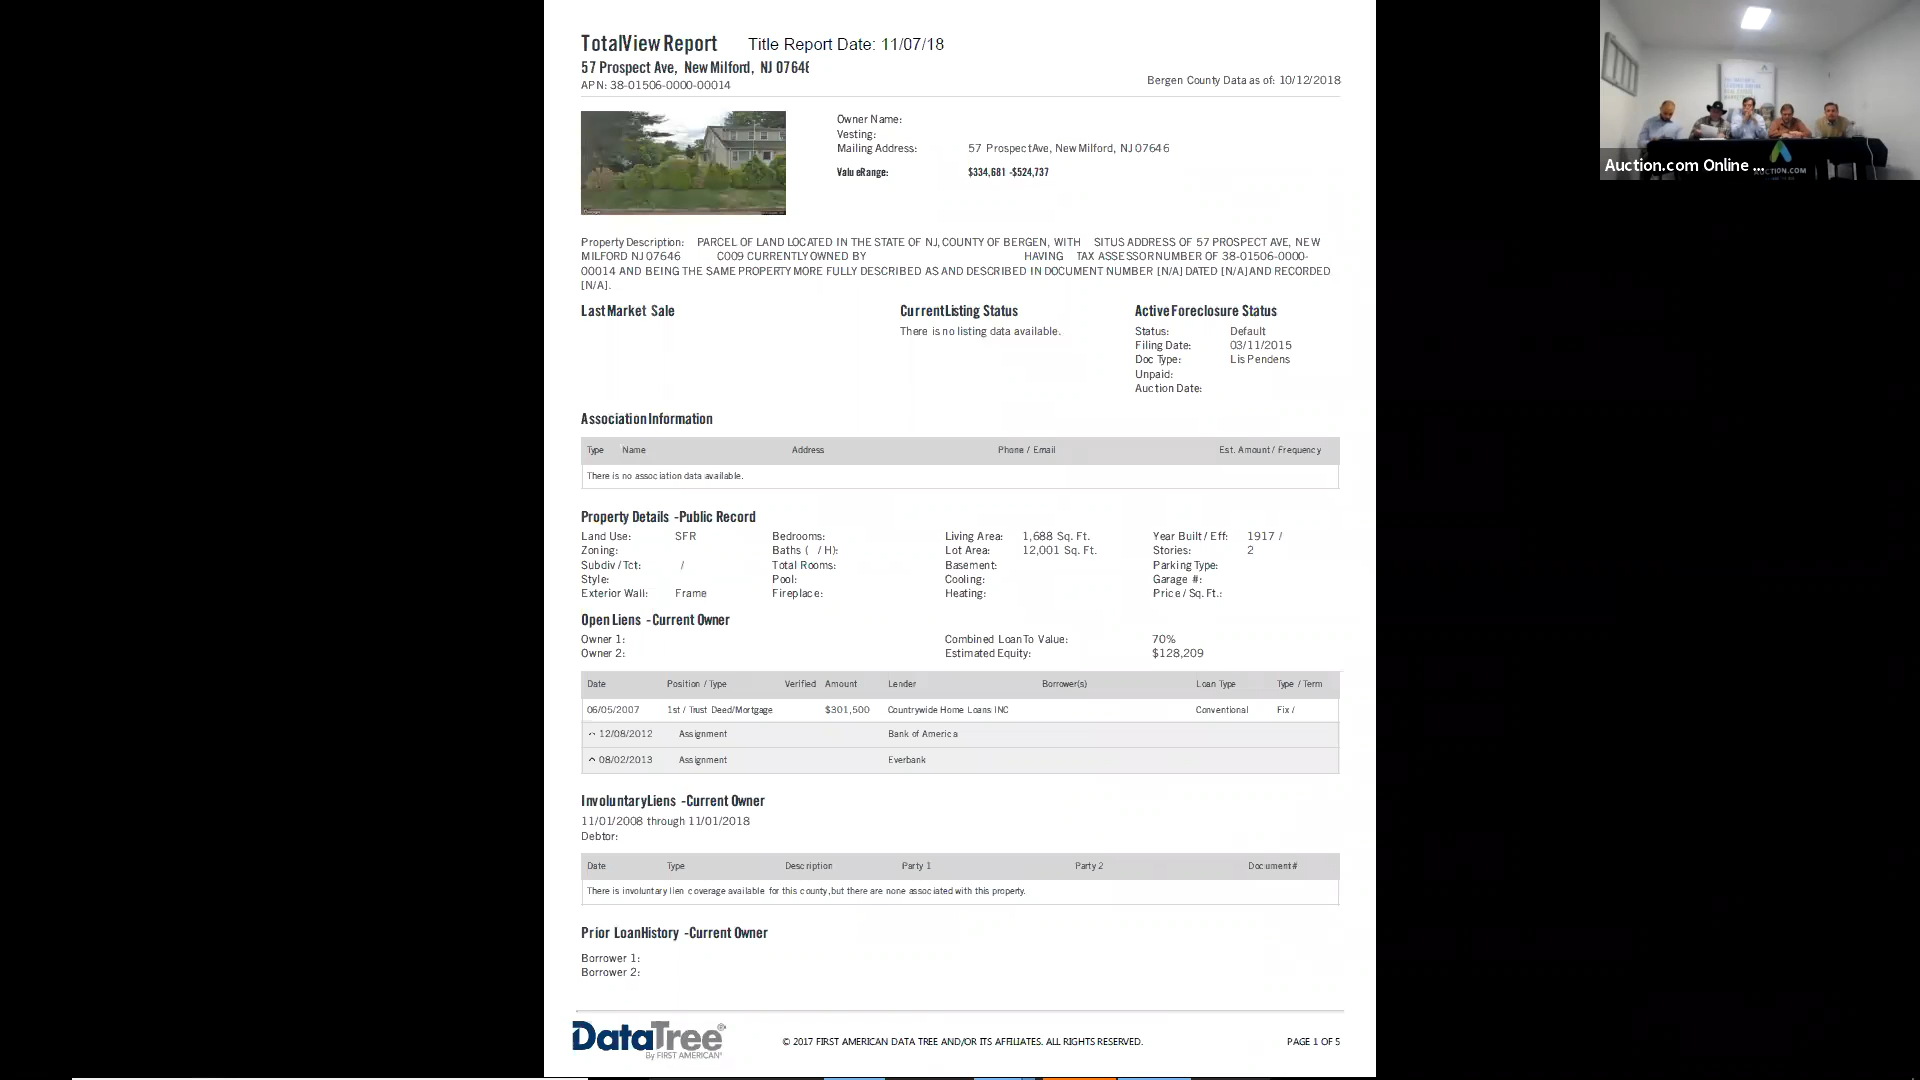 TotalView Report Title Report Date: 11/07/18
57 Prospect Ave, New Milford, NJ 07646
APN: 38-01506-0000-00014
Bergen County Data as of: 10/12/2018
Owner Name:
Vesting:
Mailing Address: 57 Prospect Ave, New Milford, NJ 07646
Value Range: $334,681 - $524,737
Property Description: PARCEL OF LAND LOCATED IN THE STATE OF NJ, COUNTY OF BERGEN, WITH SITUS ADDRESS OF 57 PROSPECT AVE, NEW
MILFORD NJ 07646 C009 CURRENTLY OWNED BY HAVING TAX ASSESSOR NUMBER OF 38-01506-0000-
00014 AND BEING THE SAME PROPERTY MORE FULLY DESCRIBED AS AND DESCRIBED IN DOCUMENT NUMBER [N/A] DATED [N/A] AND RECORDED
[N/A].
Last Market Sale
Current Listing Status
There is no listing data available.
Active Foreclosure Status
Status: Default
Filing Date: 03/11/2015
Doc Type: Lis Pendens
Unpaid:
Auction Date:
Association Information
Type Name Address Phone / Email Est. Amount / Frequency
There is no association data available.
Property Details - Public Record
Land Use: SFR Bedrooms: Living Area: 1,688 Sq. Ft. Year Built / Eff: 1917 /
Zoning: Baths ( / H): Lot Area: 12,001 Sq. Ft. Stories: 2
Subdiv / Tct: / Total Rooms: Basement: Parking Type:
Style: Pool: Cooling: Garage #:
Exterior Wall: Frame Fireplace: Heating: Price / Sq. Ft.:
Open Liens - Current Owner
Owner 1: Combined Loan To Value: 70%
Owner 2: Estimated Equity: $128,209
Date Position / Type Verified Amount Lender Borrower(s) Loan Type Type / Term
06/05/2007 1st / Trust Deed/Mortgage $301,500 Countrywide Home Loans INC Conventional Fix /
12/08/2012 Assignment Bank of America
08/02/2013 Assignment Everbank
Involuntary Liens - Current Owner
11/01/2008 through 11/01/2018
Debtor:
Date Type Description Party 1 Party 2 Document #
There is involuntary lien coverage available for this county, but there are none associated with this property.
Prior Loan History - Current Owner
Borrower 1:
Borrower 2:
DataTree®
By FIRST AMERICAN®
© 2017 FIRST AMERICAN DATA TREE AND/OR ITS AFFILIATES. ALL RIGHTS RESERVED.
PAGE 1 OF 5
Auction.com Online ...
AUCTION.COM